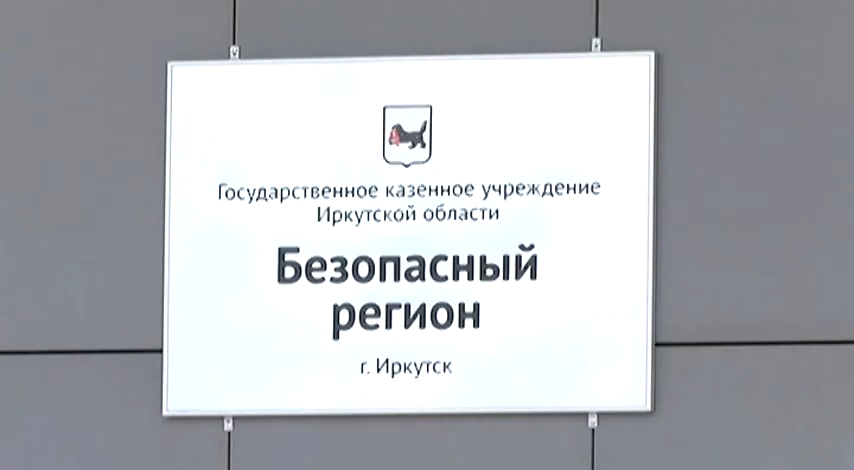 Государственное казенное учреждение
Иркутской области
Безопасный
регион
г. Иркутск